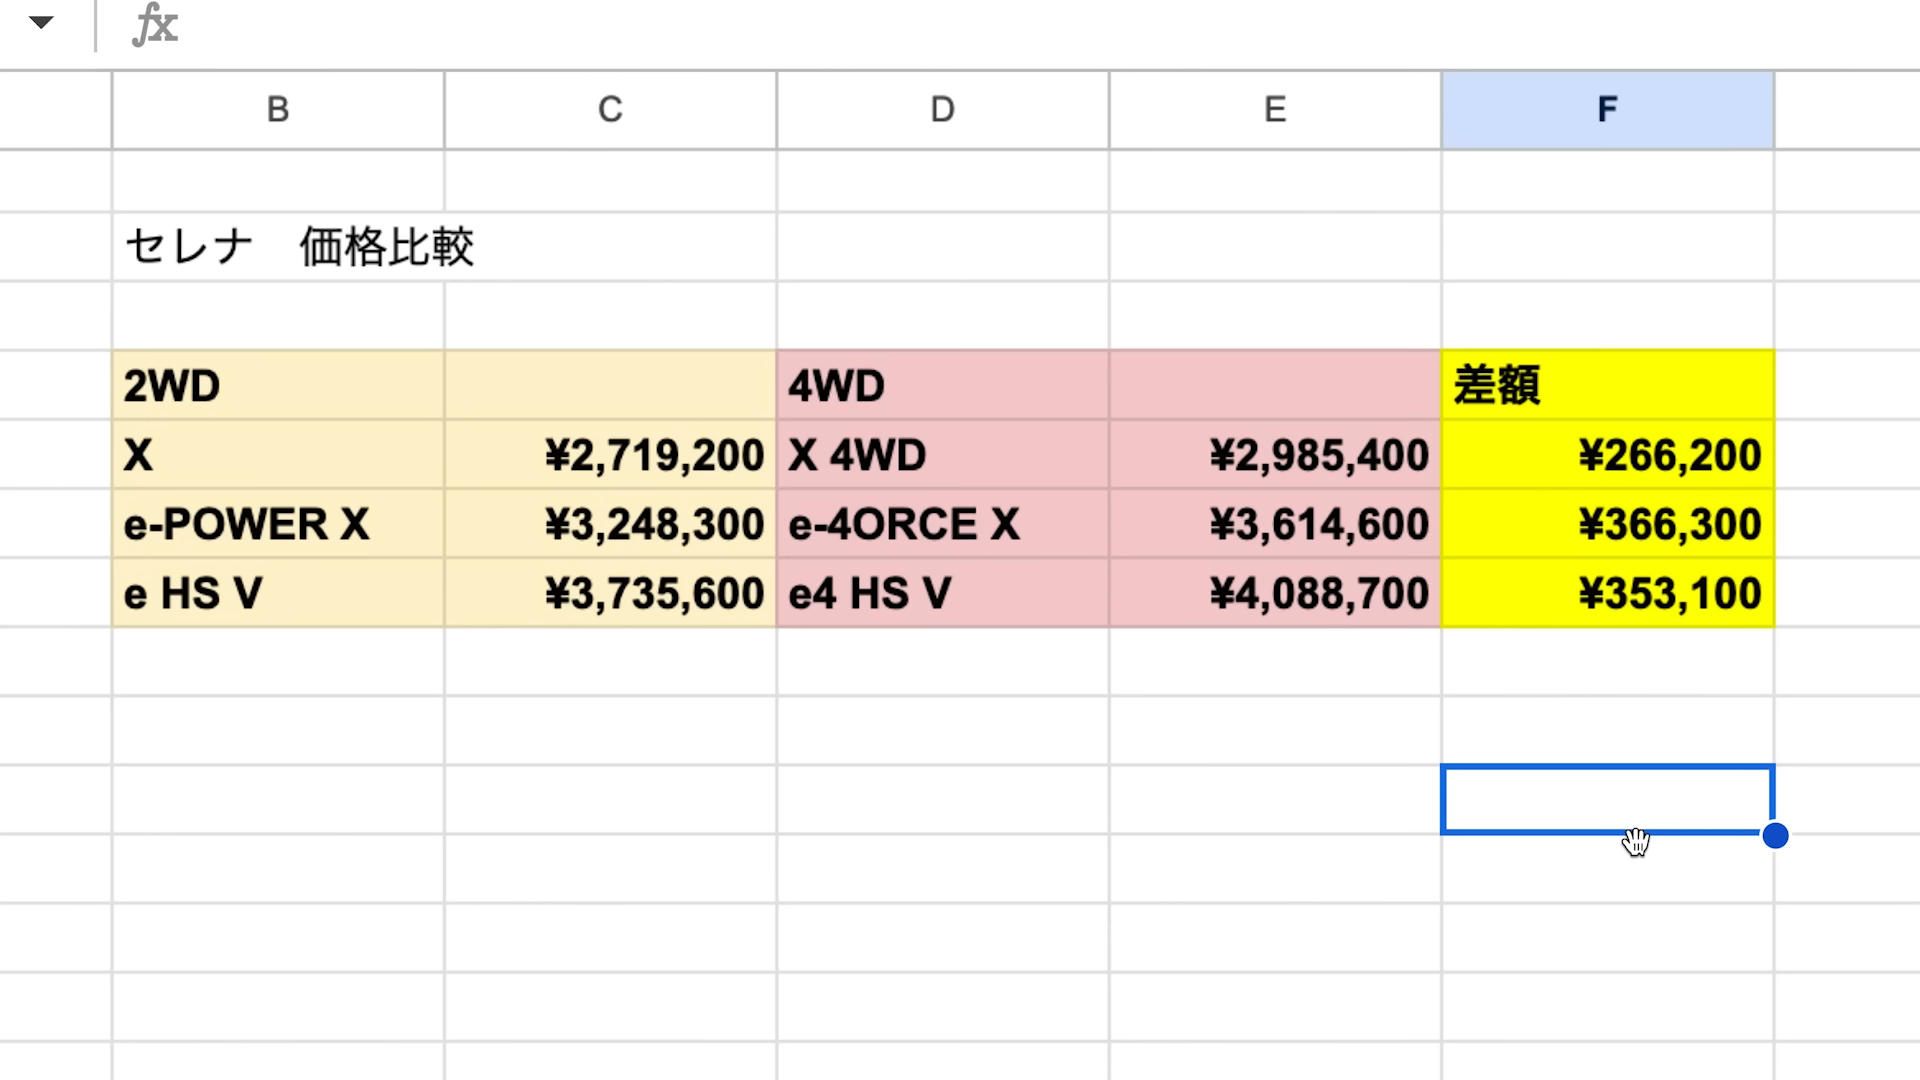 fx
B C D E F
セレナ　価格比較
2WD 4WD 差額
X ¥2,719,200 X 4WD ¥2,985,400 ¥266,200
e-POWER X ¥3,248,300 e-4ORCE X ¥3,614,600 ¥366,300
e HS V ¥3,735,600 e4 HS V ¥4,088,700 ¥353,100